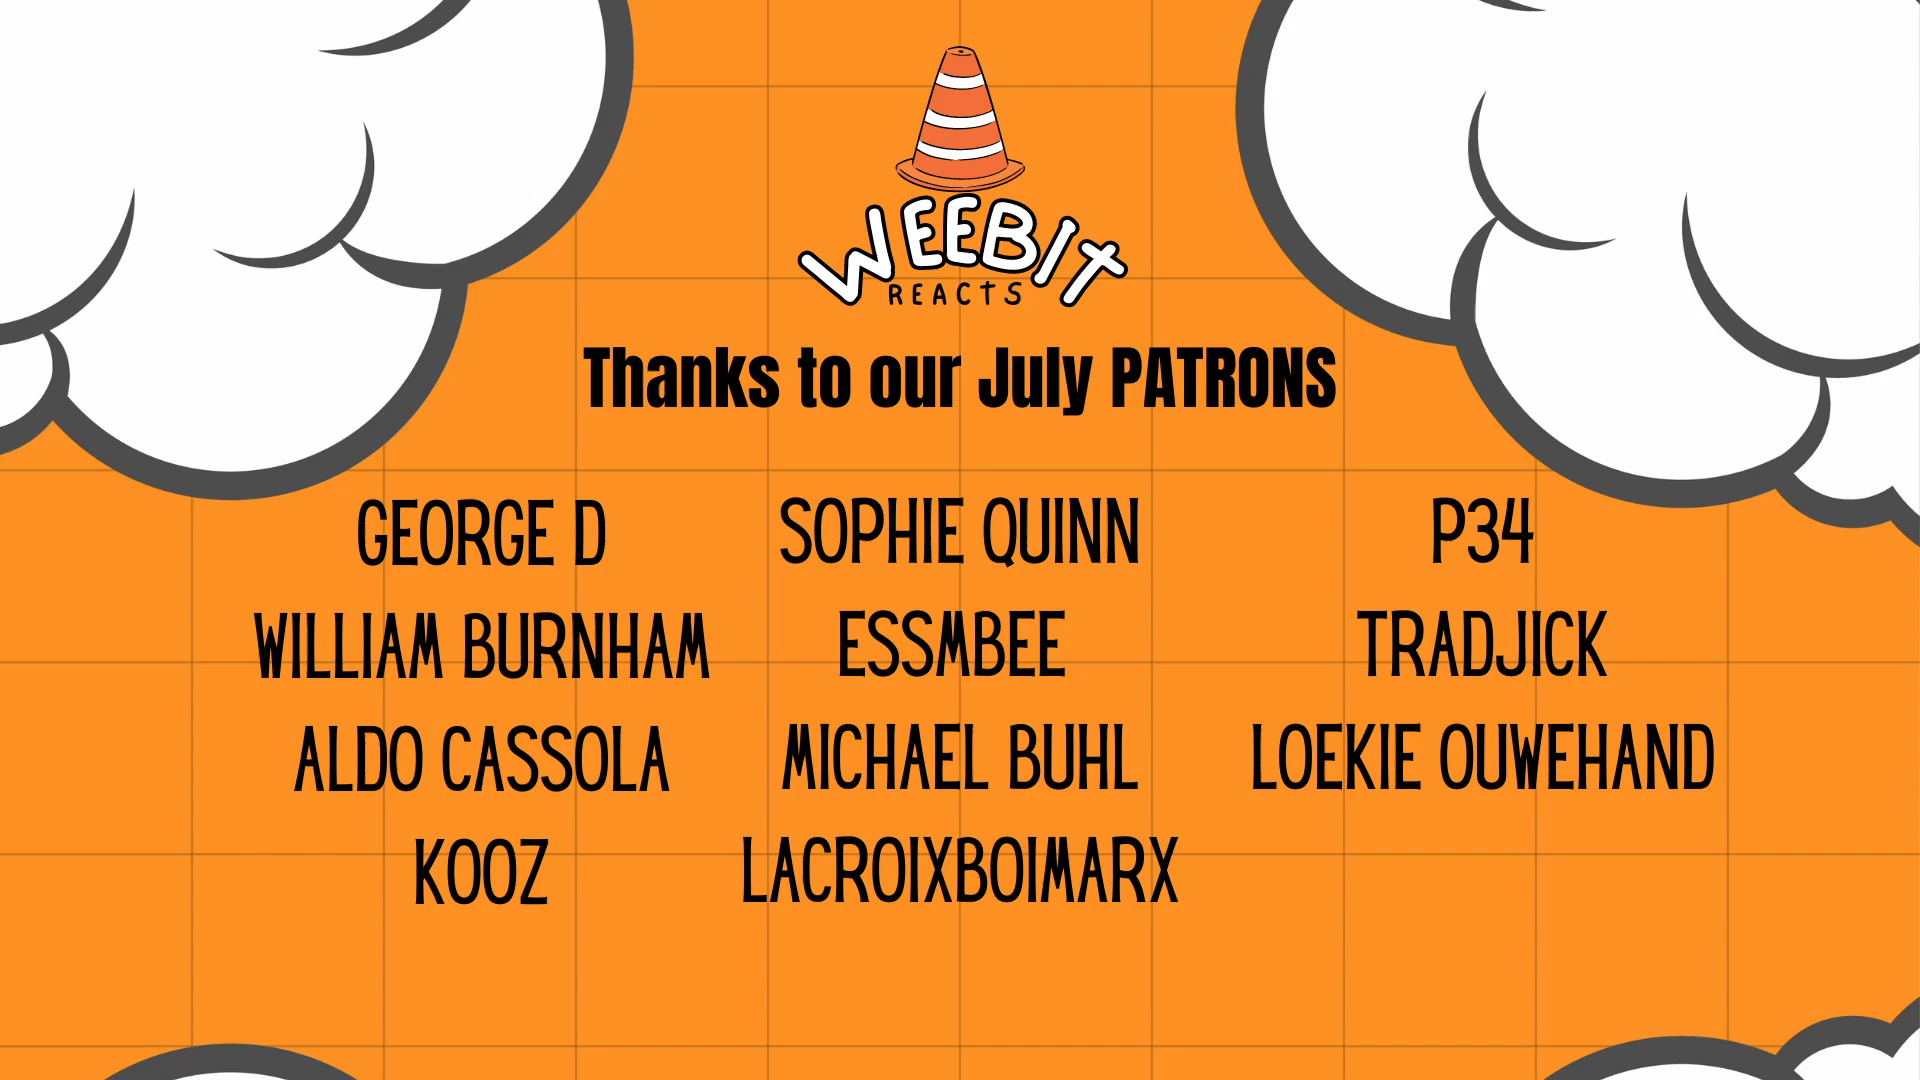 WEEBIT
REACTS
Thanks to our July PATRONS
GEORGE D
WILLIAM BURNHAM
ALDO CASSOLA
KOOZ
SOPHIE QUINN
ESSMBEE
MICHAEL BUHL
LACROIXBOIMARX
P34
TRADJICK
LOEKIE OUWEHAND